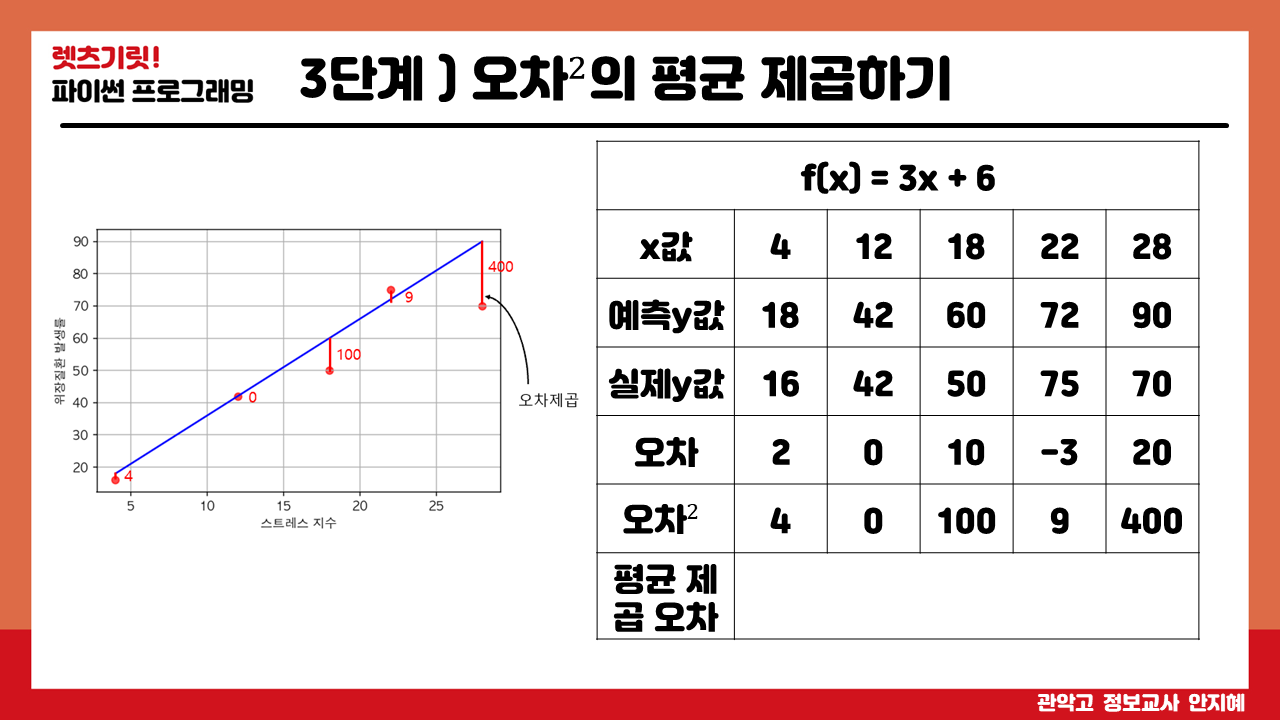 렛츠기릿!
파이썬 프로그래밍
3단계 ) 오차²의 평균 제곱하기
90
80
70
60
50
40
30
20
5 10 15 20 25
위장질환 발생률
스트레스 지수
4
0
100
9
400
오차제곱
f(x) = 3x + 6
x값 4 12 18 22 28
예측y값 18 42 60 72 90
실제y값 16 42 50 75 70
오차 2 0 10 -3 20
오차² 4 0 100 9 400
평균 제
곱 오차
관악고 정보교사 안지혜